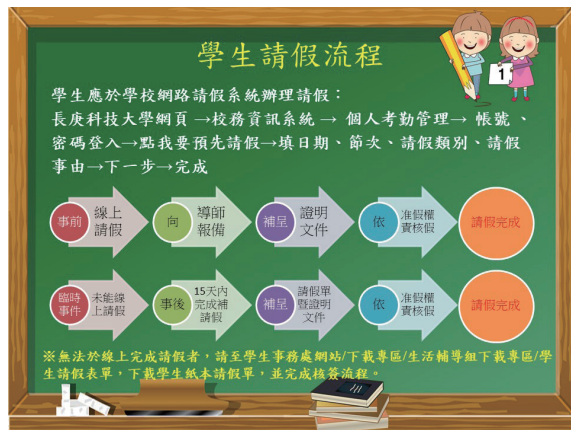 學生請假流程
1
學生應於學校網路請假系統辦理請假：
長庚科技大學網頁→校務資訊系統→ 個人考勤管理→ 帳號、
密碼登入→點我要預先請假→填日期、節次、請假類別、請假
事由→下一步→完成
事前
線上
請假
向
導師
報備
補呈
證明
文件
依
准假權
責核假
請假完成
臨時
事件
未能線
上請假
事後
15天內
完成補
請假
補呈
請假單
暨證明
文件
依
准假權
責核假
請假完成
※無法於線上完成請假者，請至學生事務處網站/下載專區/生活輔導組下載專區/學
生請假表單，下載學生紙本請假單，並完成核簽流程。